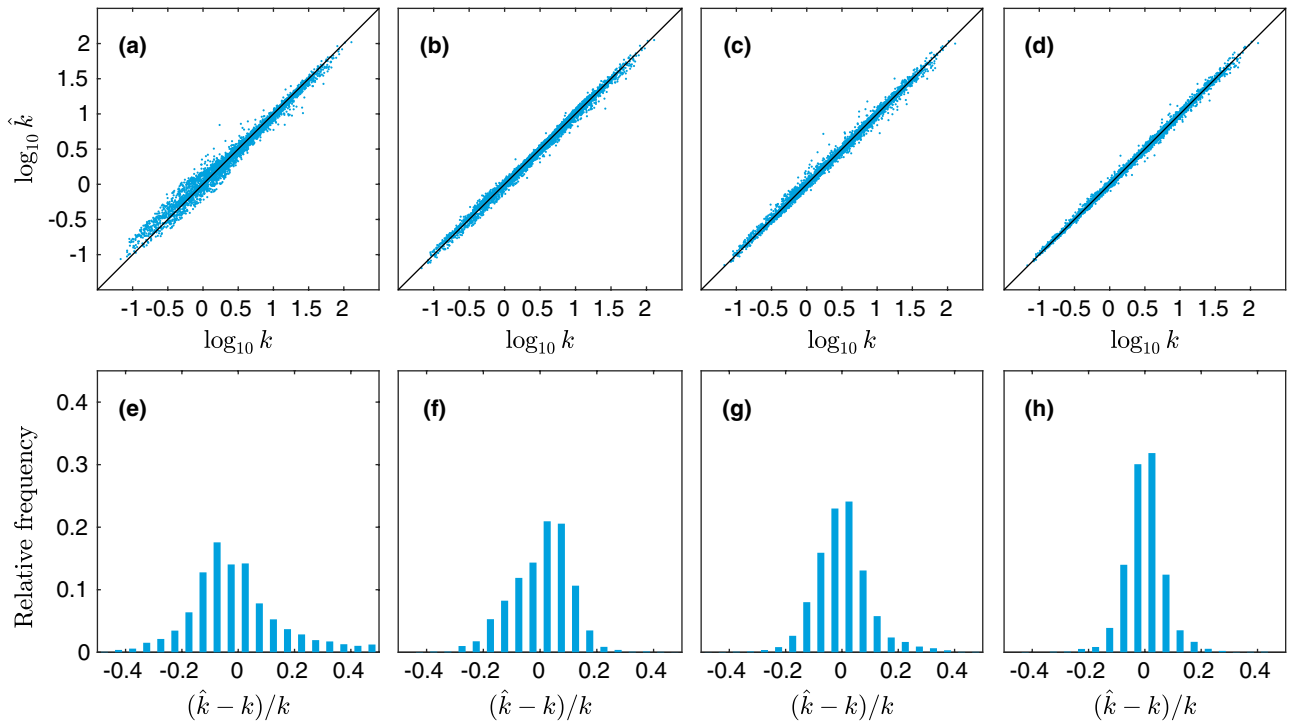 (a) (b) (c) (d)
2
1.5
1
0.5
0
-0.5
-1
log₁₀ k̂
-1 -0.5 0 0.5 1 1.5 2 -1 -0.5 0 0.5 1 1.5 2 -1 -0.5 0 0.5 1 1.5 2 -1 -0.5 0 0.5 1 1.5 2
log₁₀ k log₁₀ k log₁₀ k log₁₀ k
(e) (f) (g) (h)
0.4
0.3
0.2
0.1
0
Relative frequency
-0.4 -0.2 0 0.2 0.4 -0.4 -0.2 0 0.2 0.4 -0.4 -0.2 0 0.2 0.4 -0.4 -0.2 0 0.2 0.4
(k̂ − k)/k (k̂ − k)/k (k̂ − k)/k (k̂ − k)/k